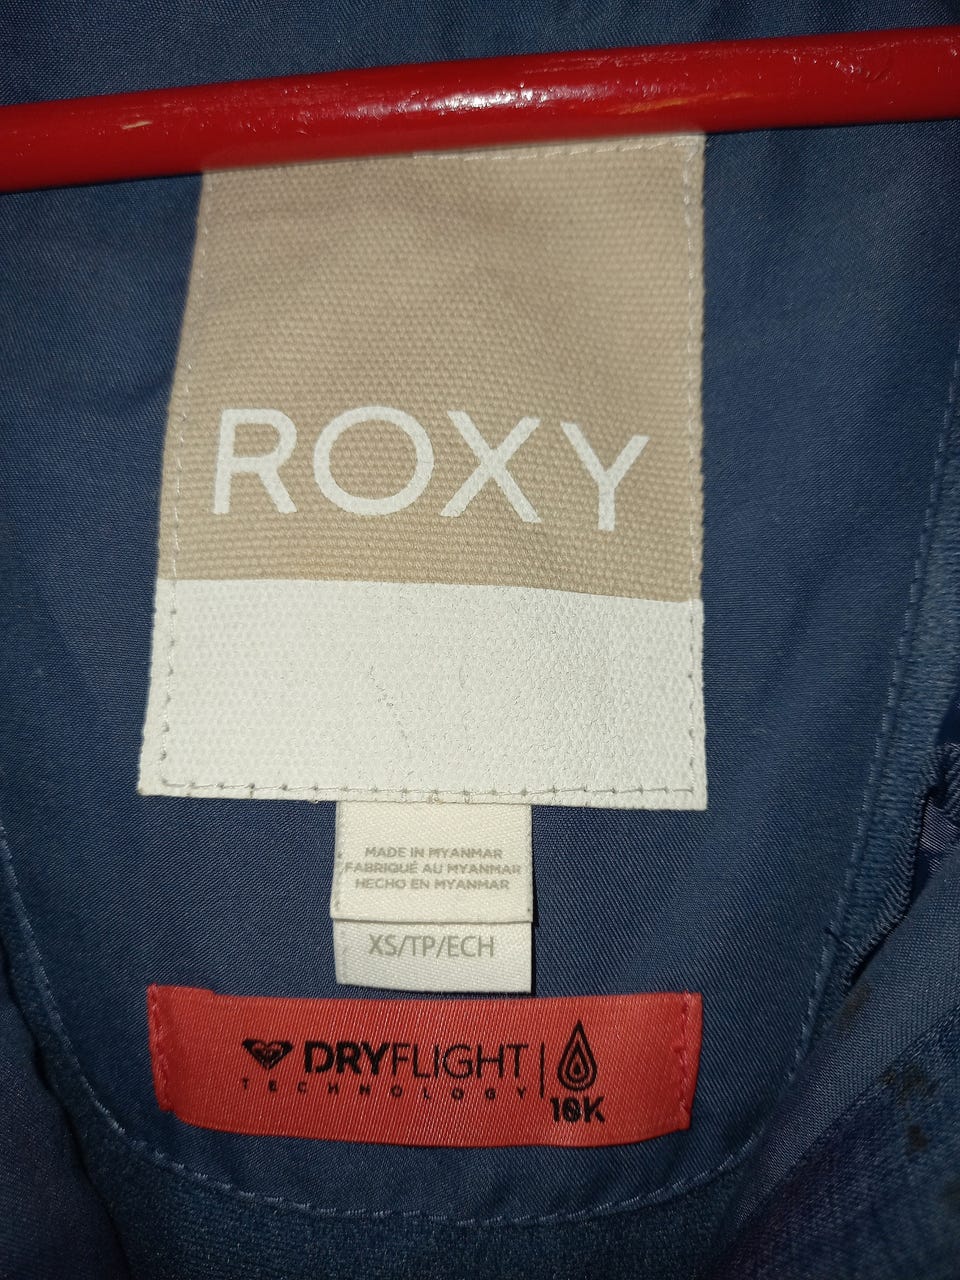 ROXY
MADE IN MYANMAR
FABRIQUÉ AU MYANMAR
HECHO EN MYANMAR
XS/TP/ECH
DRYFLIGHT
TECHNOLOGY
10K